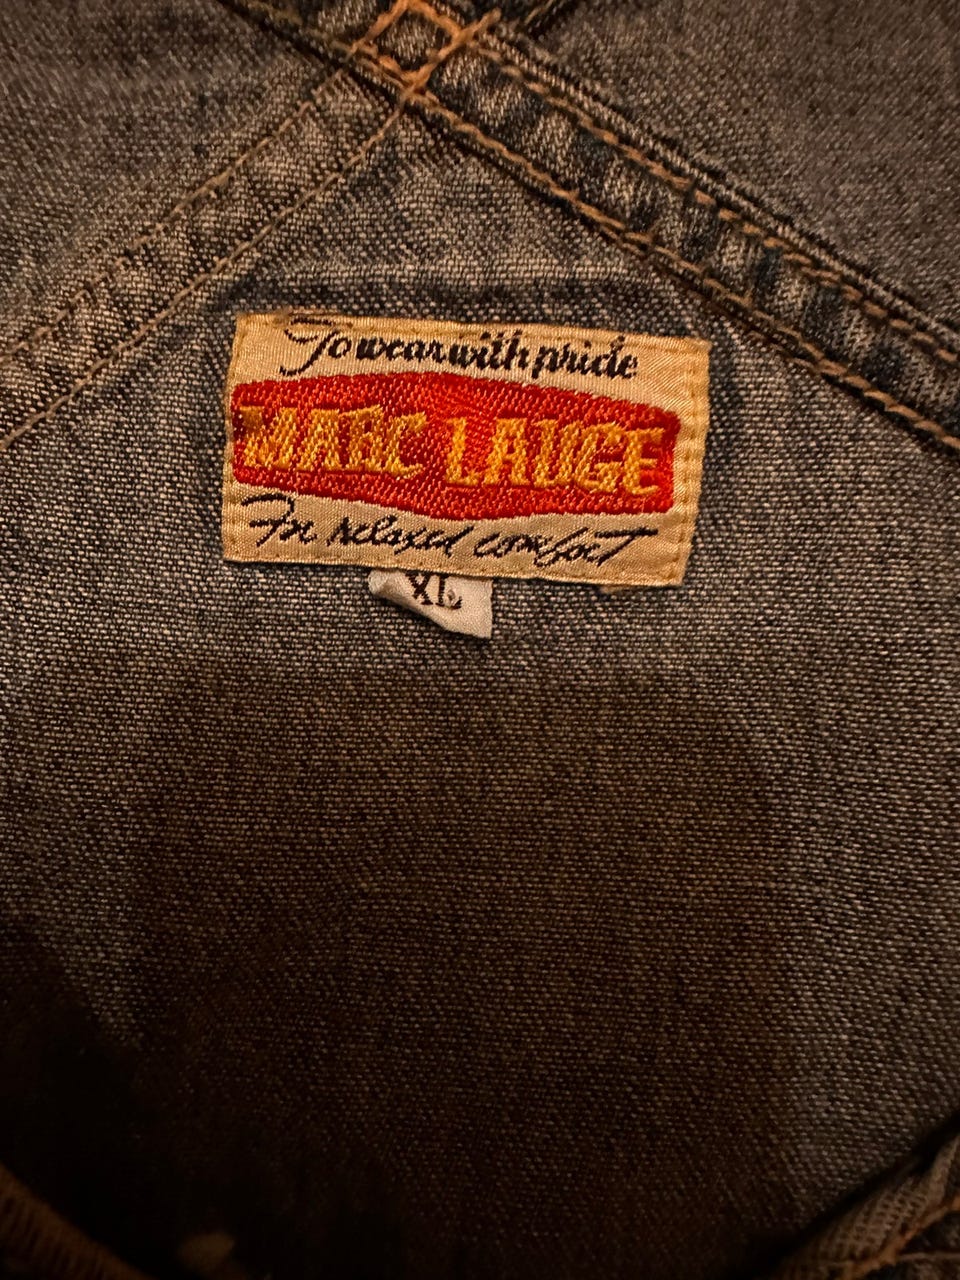 To wear with pride
MARC LAUGE
For relaxed comfort
XL